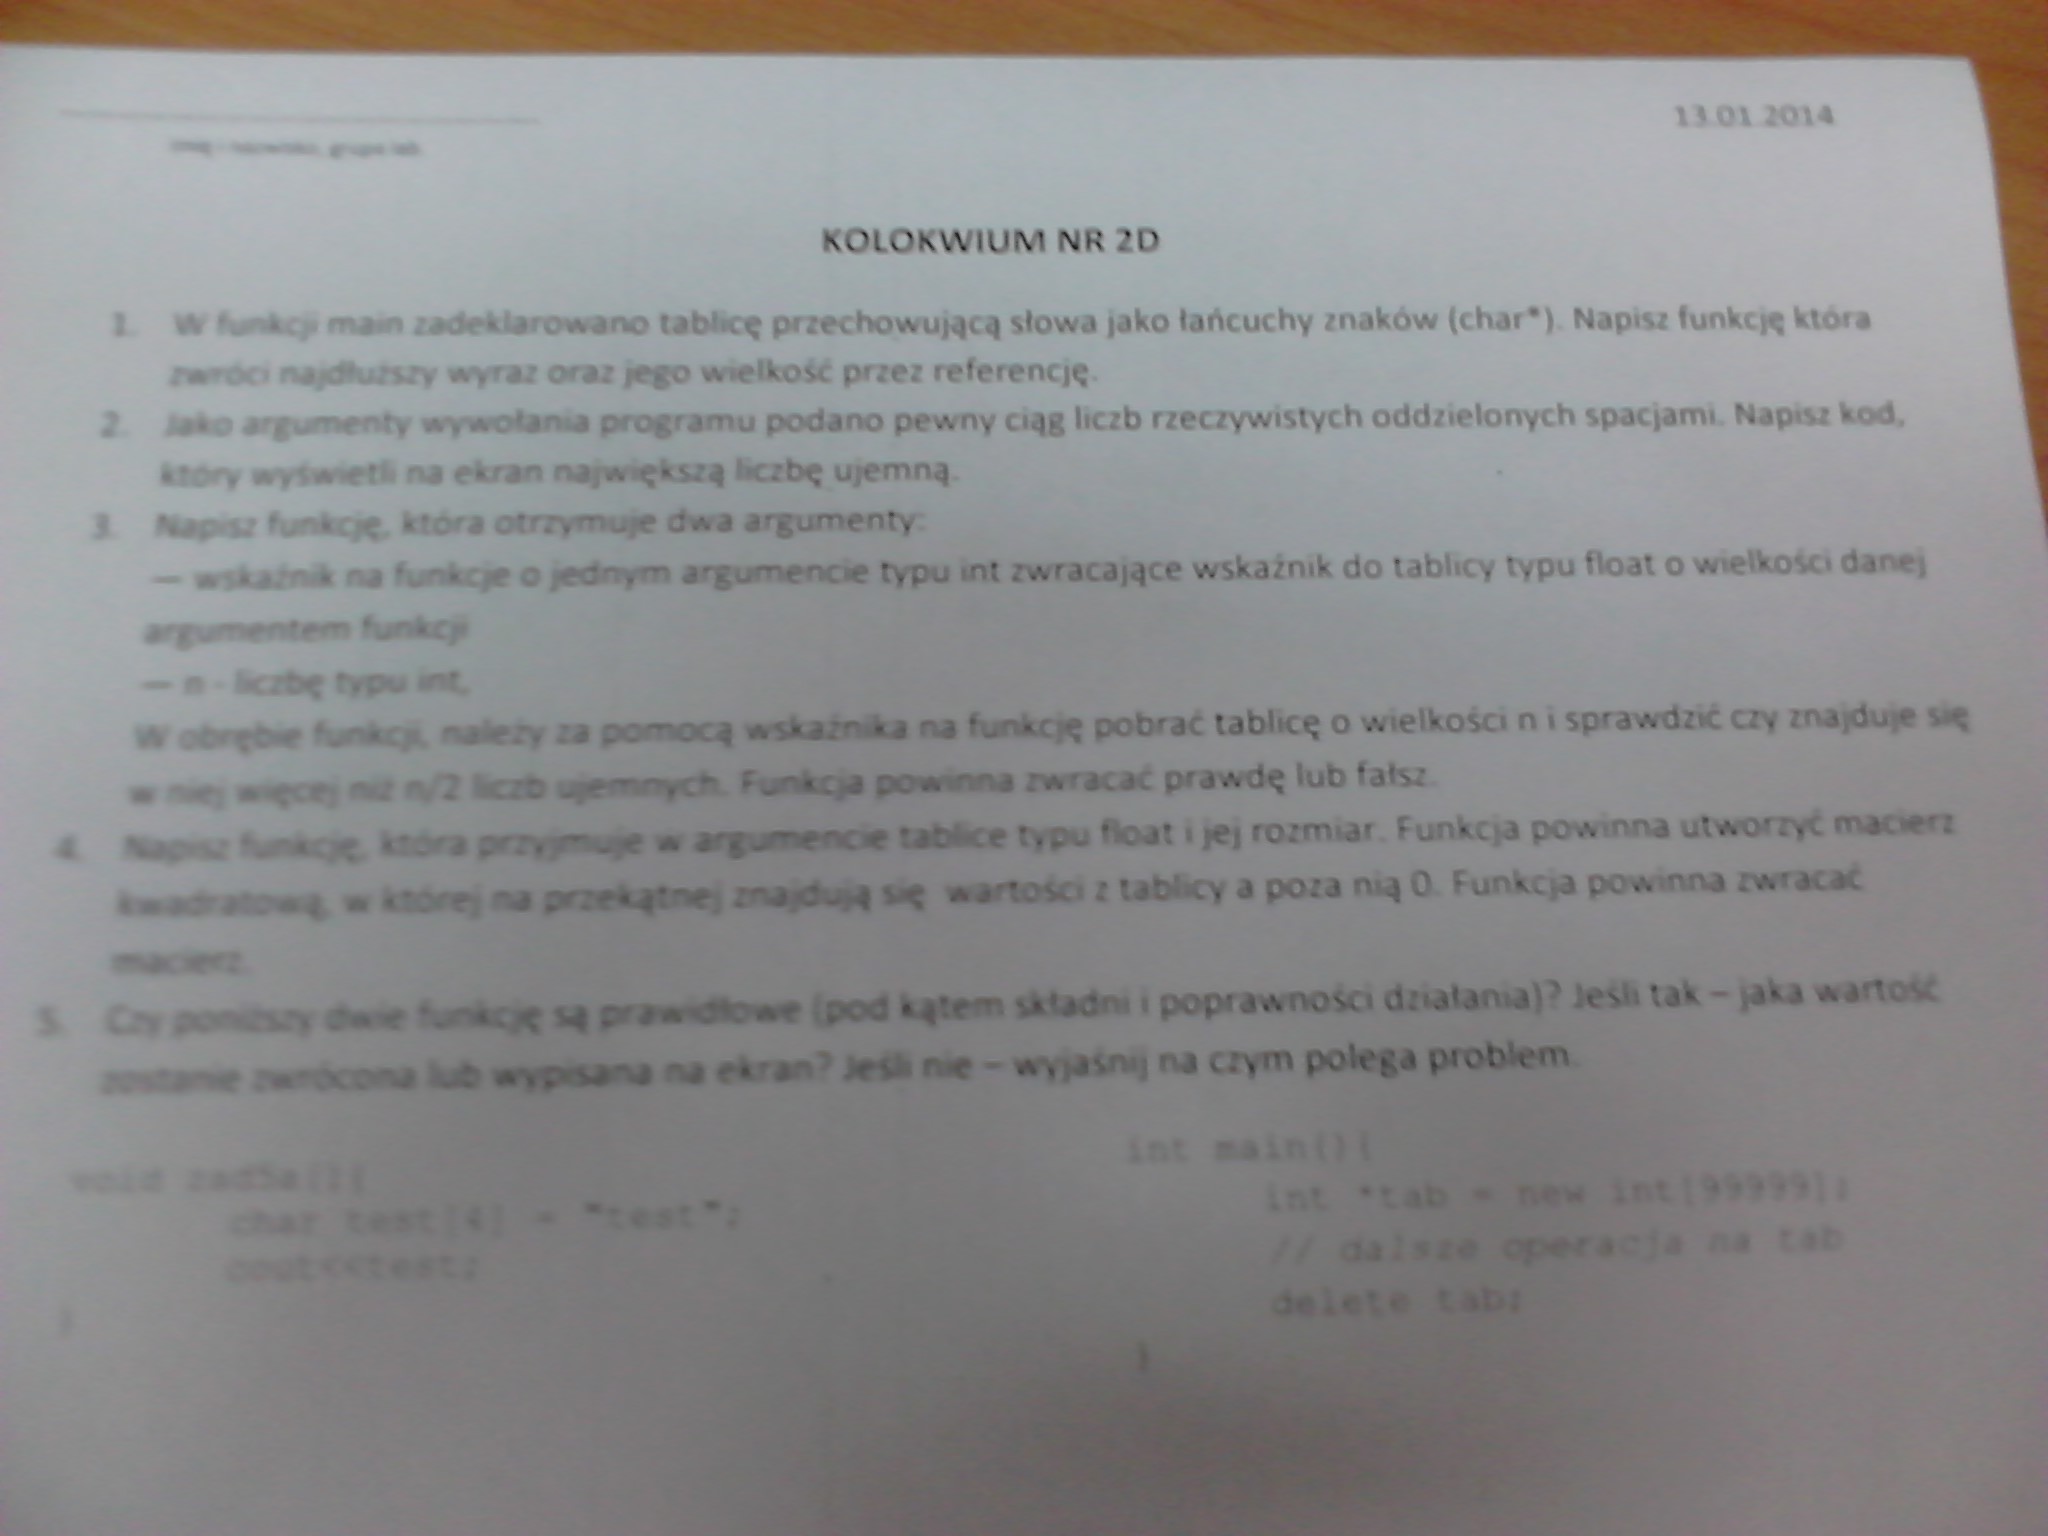 13.01.2014
imię i nazwisko, grupa lab.
KOLOKWIUM NR 2D
1. W funkcji main zadeklarowano tablicę przechowującą słowa jako łańcuchy znaków (char*). Napisz funkcję która
zwróci najdłuższy wyraz oraz jego wielkość przez referencję.
2. Jako argumenty wywołania programu podano pewny ciąg liczb rzeczywistych oddzielonych spacjami. Napisz kod,
który wyświetli na ekran największą liczbę ujemną.
3. Napisz funkcję, która otrzymuje dwa argumenty:
— wskaźnik na funkcje o jednym argumencie typu int zwracające wskaźnik do tablicy typu float o wielkości danej
argumentem funkcji
— n - liczbę typu int,
W obrębie funkcji, należy za pomocą wskaźnika na funkcję pobrać tablicę o wielkości n i sprawdzić czy znajduje się
w niej więcej niż n/2 liczb ujemnych. Funkcja powinna zwracać prawdę lub fałsz.
4. Napisz funkcję, która przyjmuje w argumencie tablice typu float i jej rozmiar. Funkcja powinna utworzyć macierz
kwadratową, w której na przekątnej znajdują się wartości z tablicy a poza nią 0. Funkcja powinna zwracać
macierz.
5. Czy poniższy dwie funkcję są prawidłowe (pod kątem składni i poprawności działania)? Jeśli tak – jaka wartość
zostanie zwrócona lub wypisana na ekran? Jeśli nie – wyjaśnij na czym polega problem.
void zad5a(){
char test[4] = "test";
cout<<test;
}
int main(){
int *tab = new int[99999];
// dalsze operacja na tab
delete tab;
}